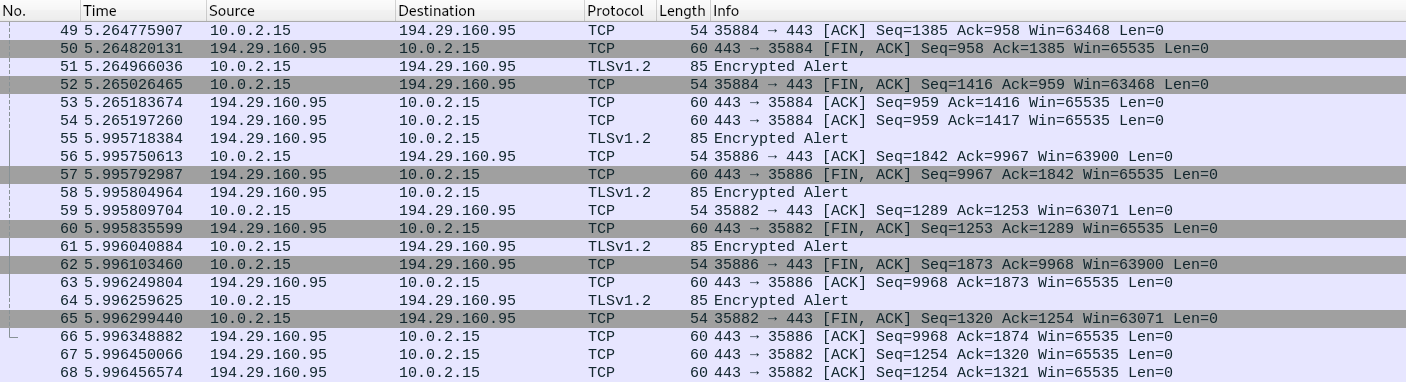 No. Time Source Destination Protocol Length Info
49 5.264775907 10.0.2.15 194.29.160.95 TCP 54 35884 → 443 [ACK] Seq=1385 Ack=958 Win=63468 Len=0
50 5.264820131 194.29.160.95 10.0.2.15 TCP 60 443 → 35884 [FIN, ACK] Seq=958 Ack=1385 Win=65535 Len=0
51 5.264966036 10.0.2.15 194.29.160.95 TLSv1.2 85 Encrypted Alert
52 5.265026465 10.0.2.15 194.29.160.95 TCP 54 35884 → 443 [FIN, ACK] Seq=1416 Ack=959 Win=63468 Len=0
53 5.265183674 194.29.160.95 10.0.2.15 TCP 60 443 → 35884 [ACK] Seq=959 Ack=1416 Win=65535 Len=0
54 5.265197260 194.29.160.95 10.0.2.15 TCP 60 443 → 35884 [ACK] Seq=959 Ack=1417 Win=65535 Len=0
55 5.995718384 194.29.160.95 10.0.2.15 TLSv1.2 85 Encrypted Alert
56 5.995750613 10.0.2.15 194.29.160.95 TCP 54 35886 → 443 [ACK] Seq=1842 Ack=9967 Win=63900 Len=0
57 5.995792987 194.29.160.95 10.0.2.15 TCP 60 443 → 35886 [FIN, ACK] Seq=9967 Ack=1842 Win=65535 Len=0
58 5.995804964 194.29.160.95 10.0.2.15 TLSv1.2 85 Encrypted Alert
59 5.995809704 10.0.2.15 194.29.160.95 TCP 54 35882 → 443 [ACK] Seq=1289 Ack=1253 Win=63071 Len=0
60 5.995835599 194.29.160.95 10.0.2.15 TCP 60 443 → 35882 [FIN, ACK] Seq=1253 Ack=1289 Win=65535 Len=0
61 5.996040884 10.0.2.15 194.29.160.95 TLSv1.2 85 Encrypted Alert
62 5.996103460 10.0.2.15 194.29.160.95 TCP 54 35886 → 443 [FIN, ACK] Seq=1873 Ack=9968 Win=63900 Len=0
63 5.996249804 194.29.160.95 10.0.2.15 TCP 60 443 → 35886 [ACK] Seq=9968 Ack=1873 Win=65535 Len=0
64 5.996259625 10.0.2.15 194.29.160.95 TLSv1.2 85 Encrypted Alert
65 5.996299440 10.0.2.15 194.29.160.95 TCP 54 35882 → 443 [FIN, ACK] Seq=1320 Ack=1254 Win=63071 Len=0
66 5.996348882 194.29.160.95 10.0.2.15 TCP 60 443 → 35886 [ACK] Seq=9968 Ack=1874 Win=65535 Len=0
67 5.996450066 194.29.160.95 10.0.2.15 TCP 60 443 → 35882 [ACK] Seq=1254 Ack=1320 Win=65535 Len=0
68 5.996456574 194.29.160.95 10.0.2.15 TCP 60 443 → 35882 [ACK] Seq=1254 Ack=1321 Win=65535 Len=0